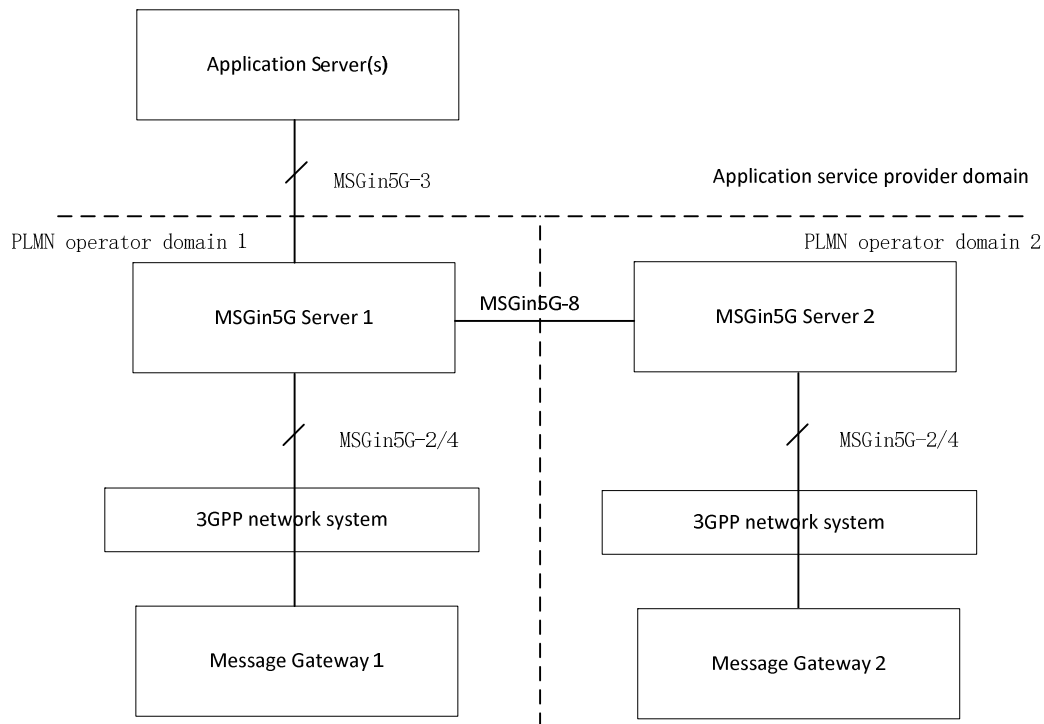 Application Server(s)
MSGin5G-3
Application service provider domain
PLMN operator domain 1
PLMN operator domain 2
MSGin5G Server 1
MSGin5G-8
MSGin5G Server 2
MSGin5G-2/4
MSGin5G-2/4
3GPP network system
3GPP network system
Message Gateway 1
Message Gateway 2